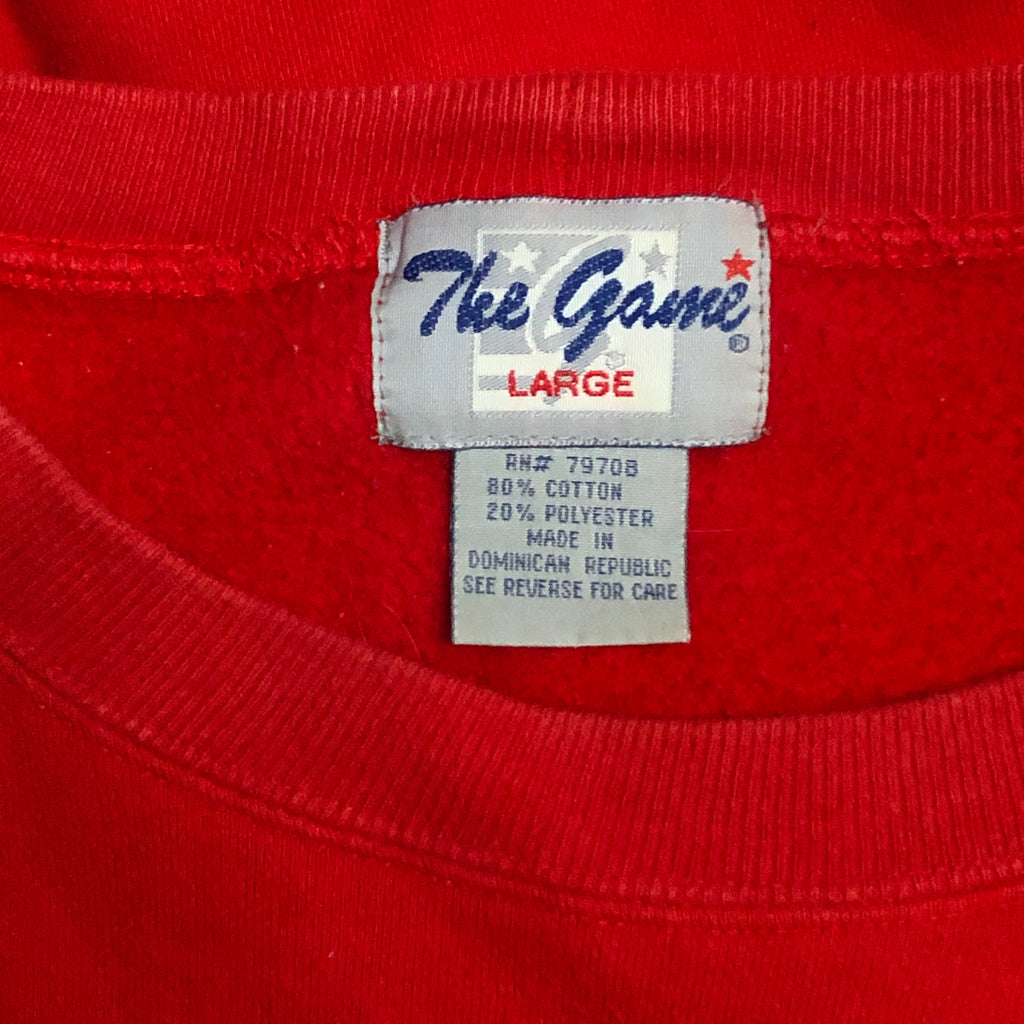 The Game
®
LARGE
RN# 79708
80% COTTON
20% POLYESTER
MADE IN
DOMINICAN REPUBLIC
SEE REVERSE FOR CARE